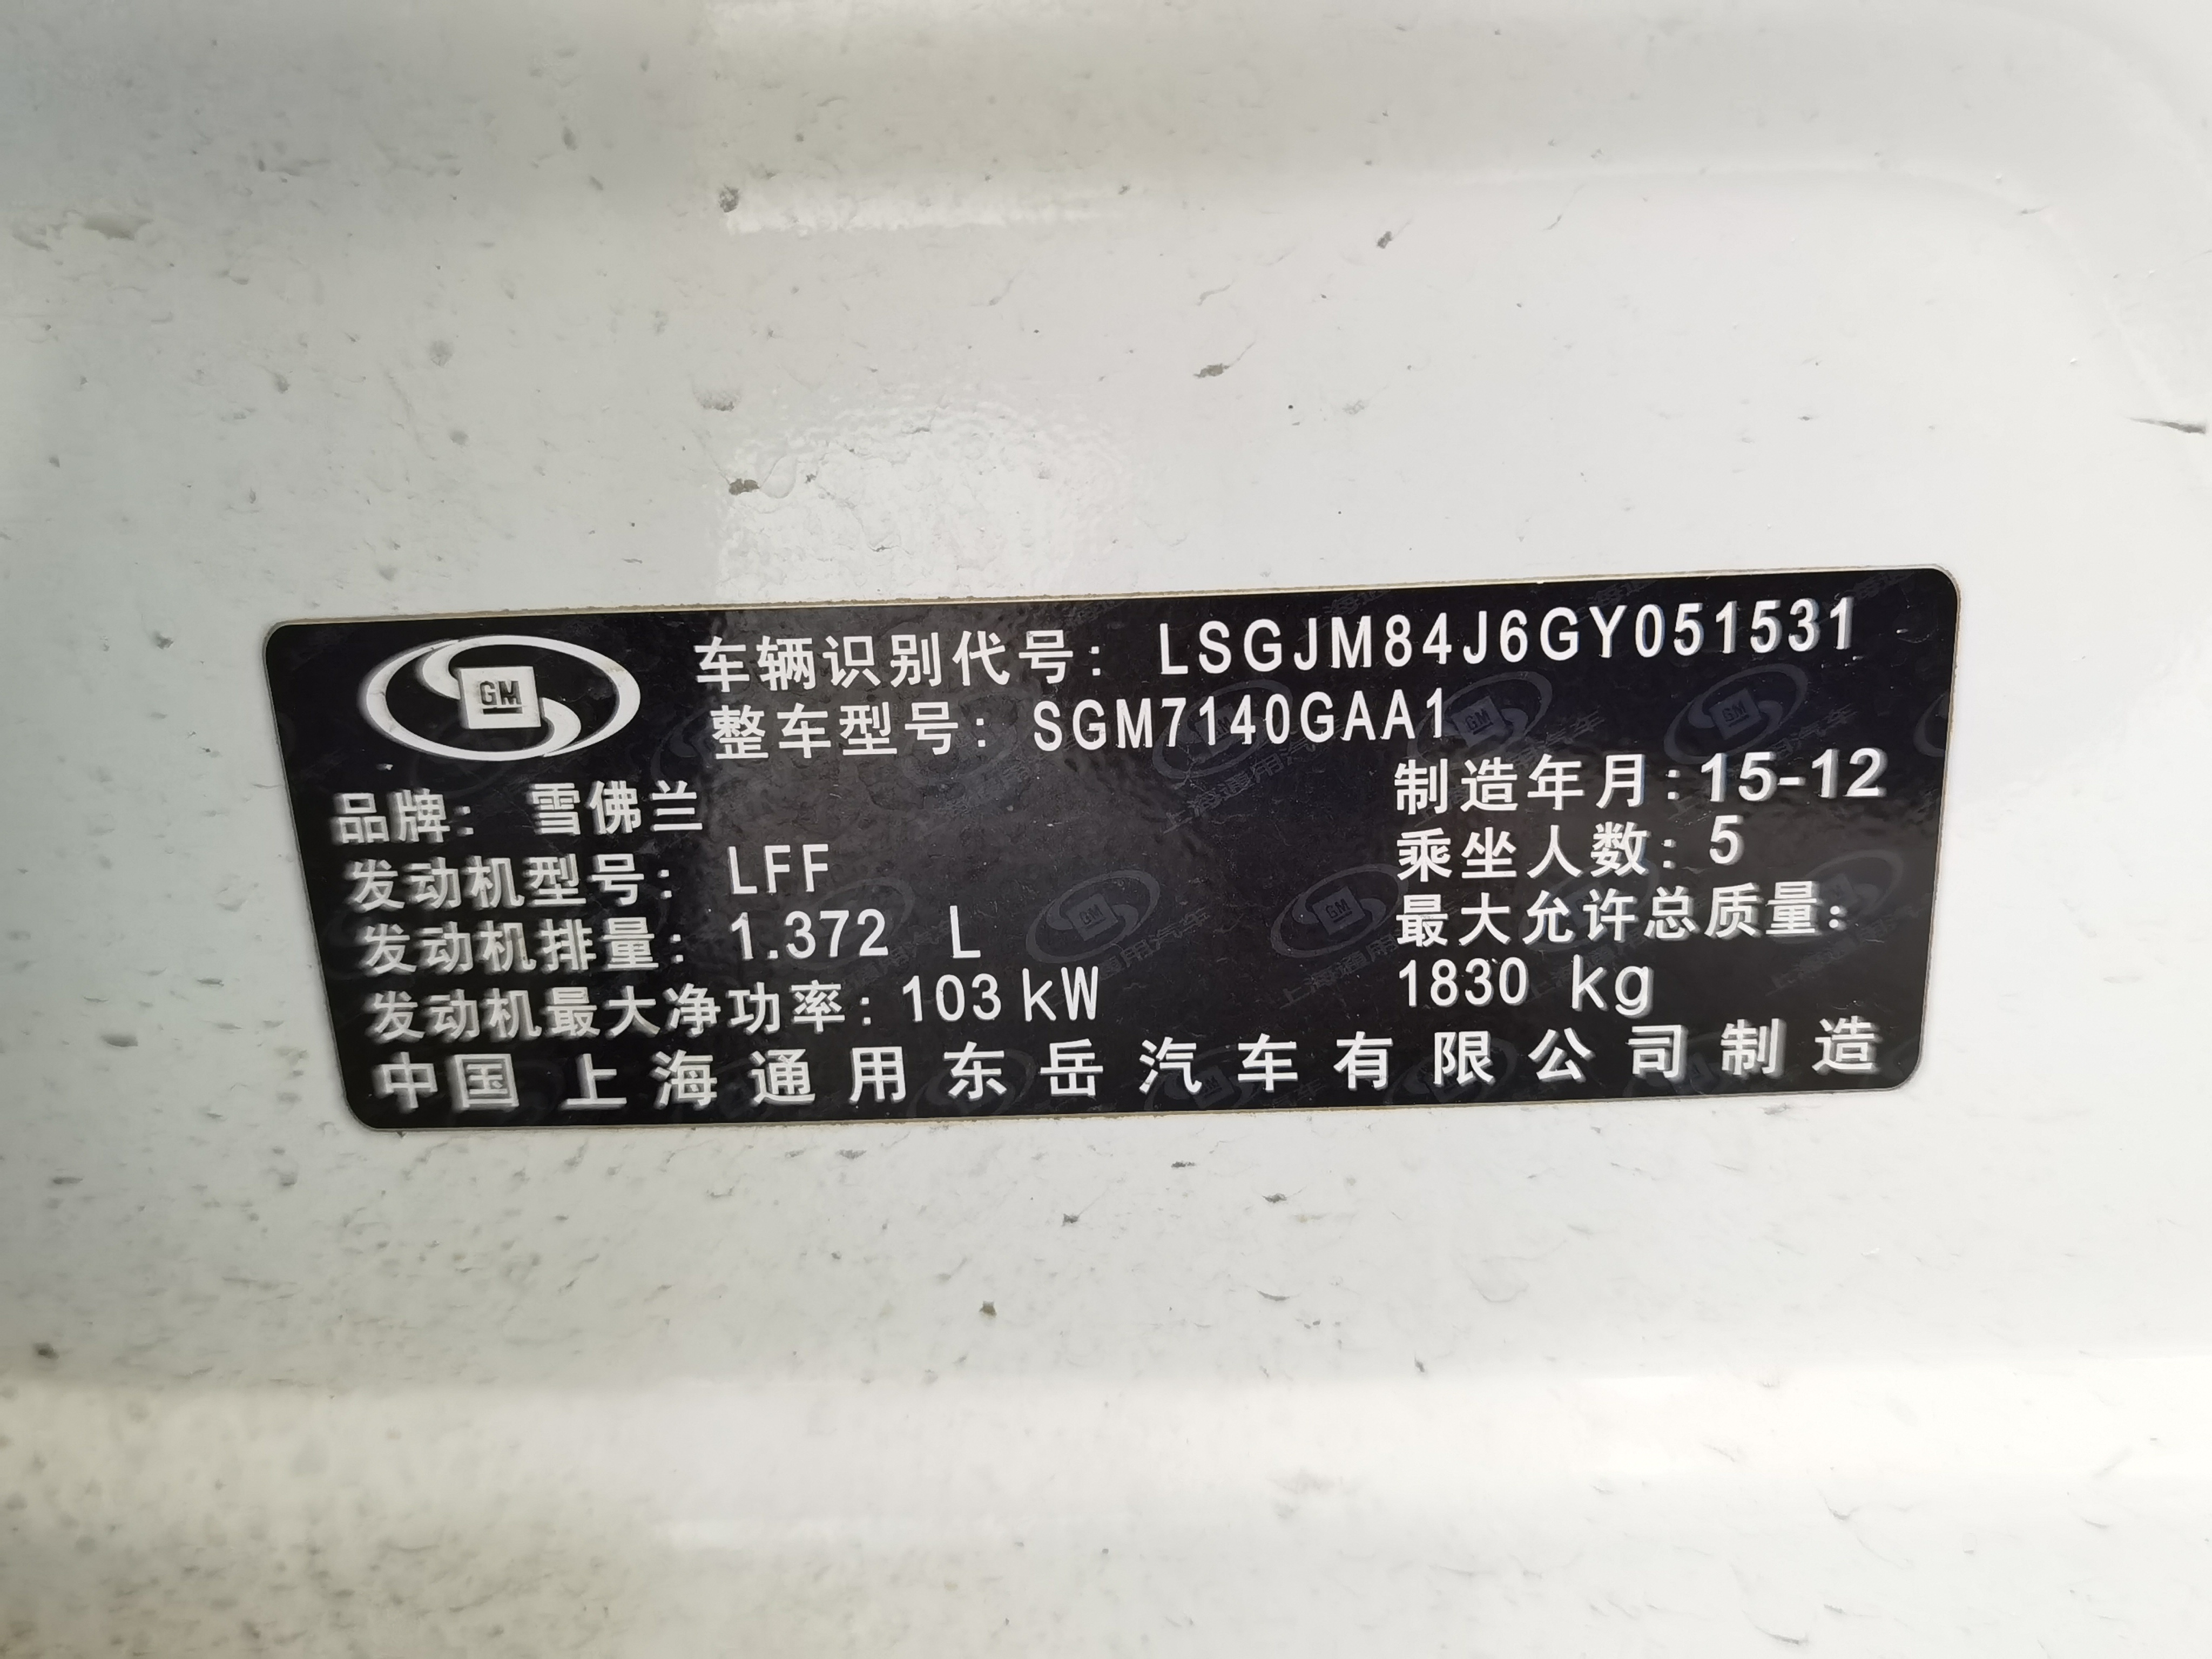 GM
车辆识别代号: LSGJM84J6GY051531
整车型号: SGM7140GAA1
制造年月:15-12
品牌: 雪佛兰
乘坐人数: 5
发动机型号: LFF
最大允许总质量:
发动机排量: 1.372 L
1830 kg
发动机最大净功率: 103 kW
中国上海通用东岳汽车有限公司制造